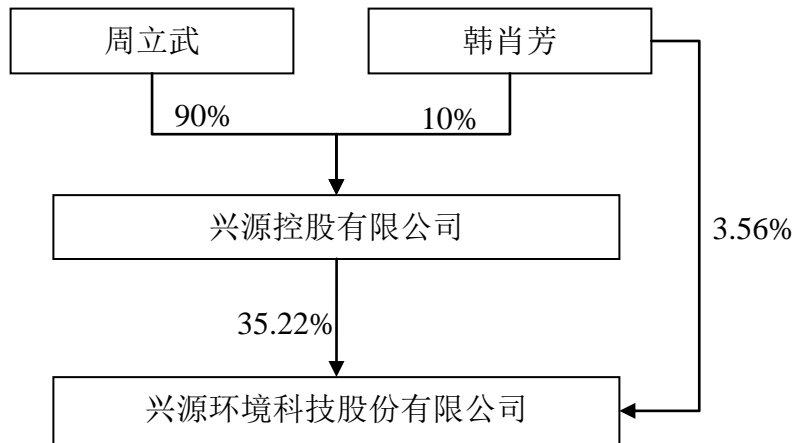 周立武
韩肖芳
90%
10%
兴源控股有限公司
3.56%
35.22%
兴源环境科技股份有限公司